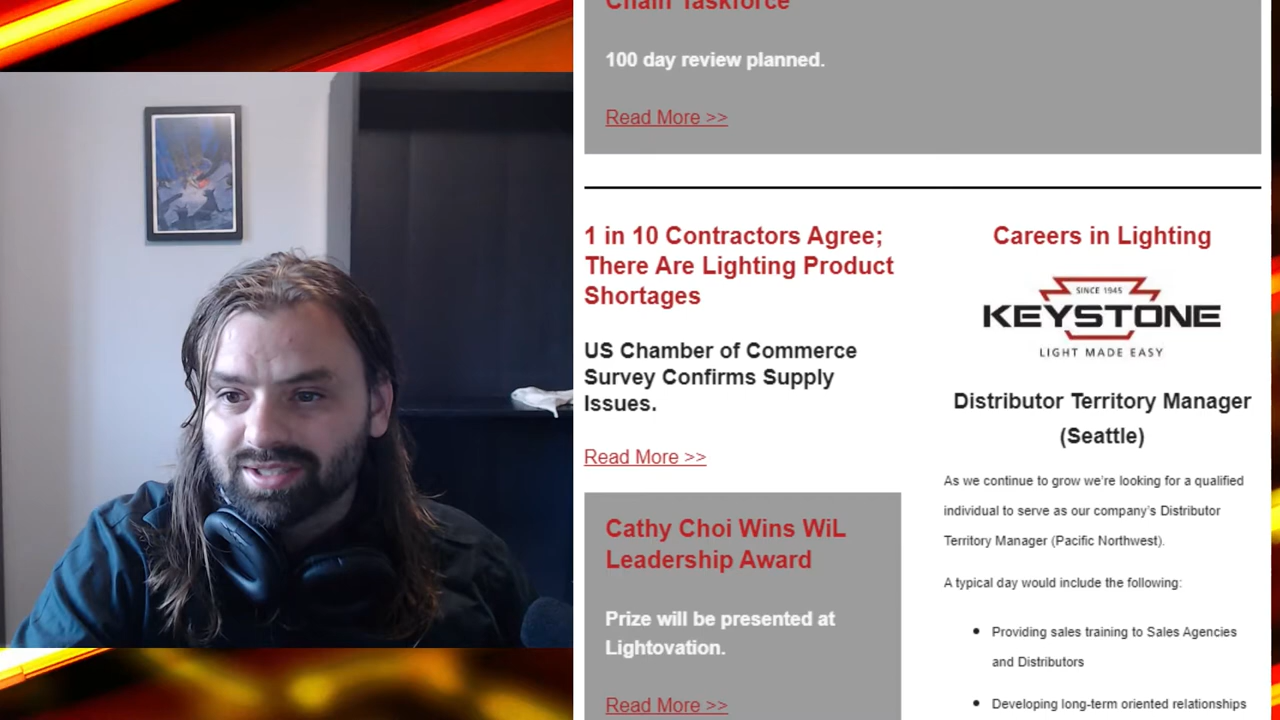 Chain Taskforce
100 day review planned.
Read More >>
1 in 10 Contractors Agree;
There Are Lighting Product
Shortages
US Chamber of Commerce
Survey Confirms Supply
Issues.
Read More >>
Cathy Choi Wins WiL
Leadership Award
Prize will be presented at
Lightovation.
Read More >>
Careers in Lighting
SINCE 1945
KEYSTONE
LIGHT MADE EASY
Distributor Territory Manager
(Seattle)
As we continue to grow we're looking for a qualified
individual to serve as our company's Distributor
Territory Manager (Pacific Northwest).
A typical day would include the following:
• Providing sales training to Sales Agencies
and Distributors
• Developing long-term oriented relationships